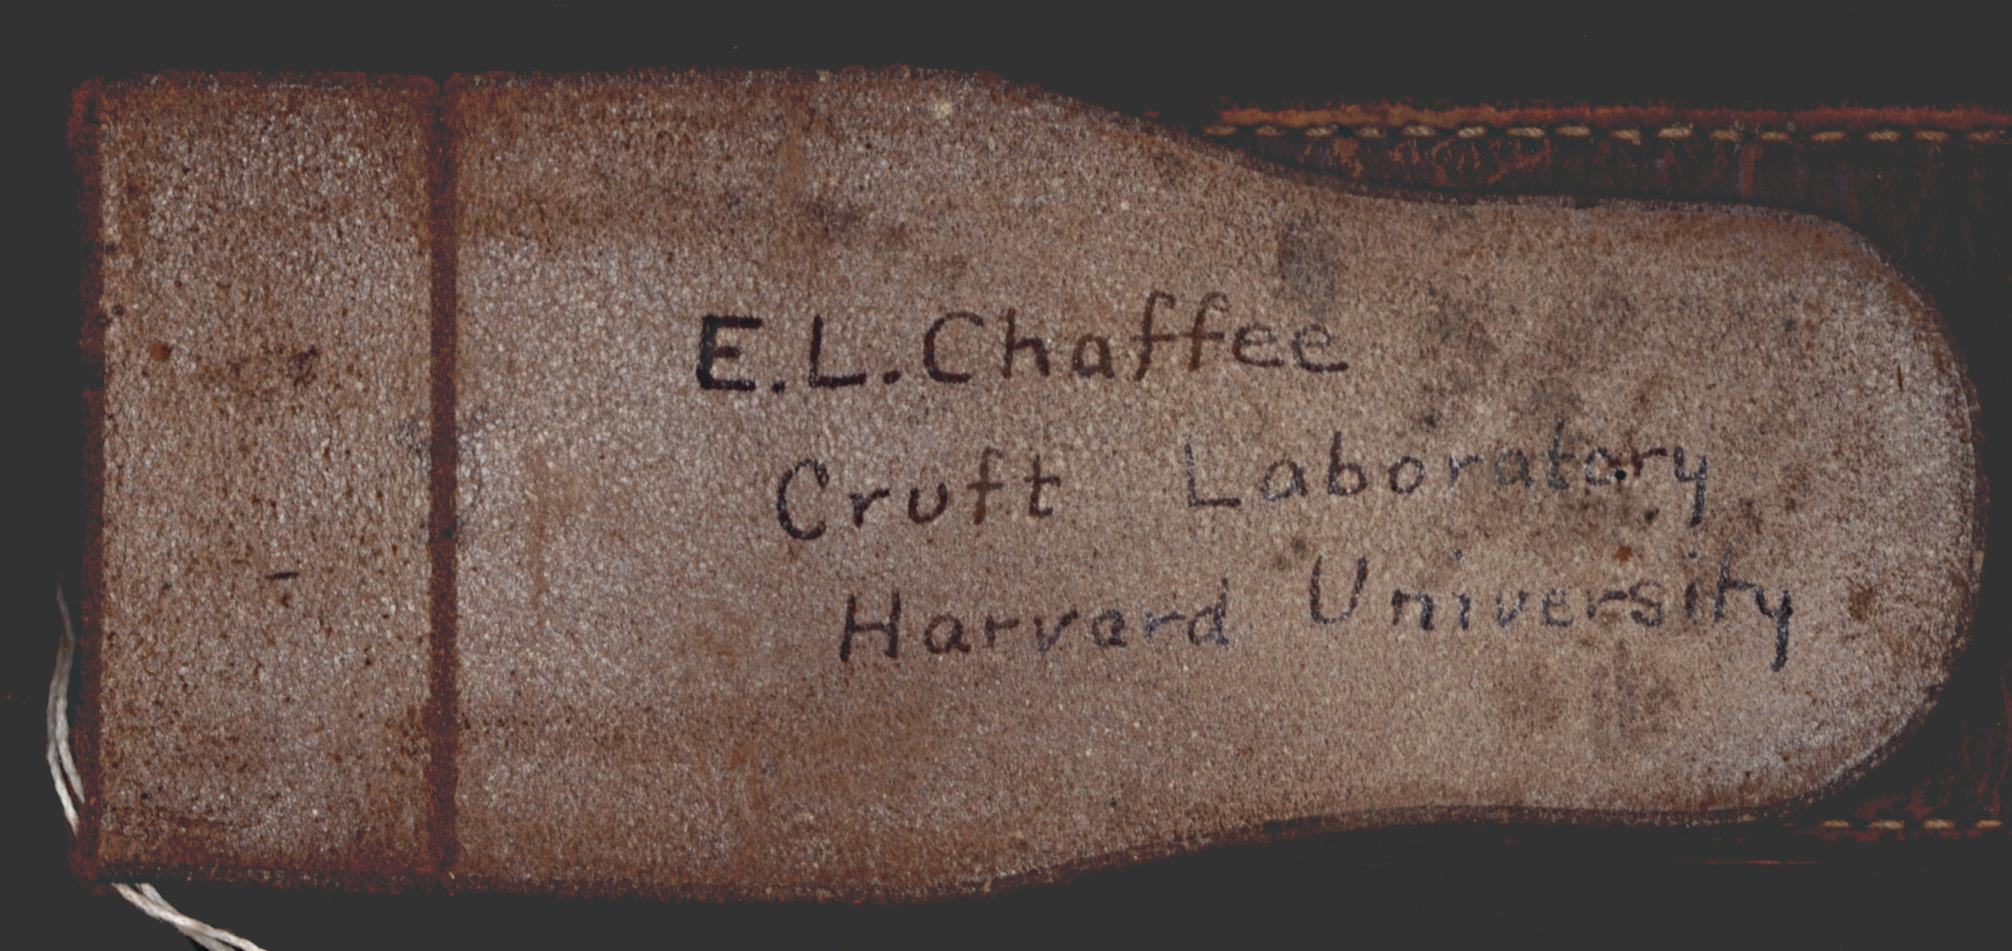 E.L. Chaffee
Cruft Laboratory
Harvard University